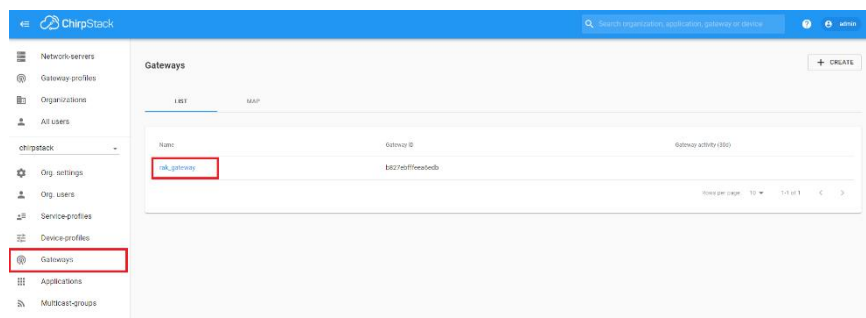 ChirpStack
Search organization, application, gateway or device
?
admin
Network-servers
Gateway-profiles
Organizations
All users
chirpstack
Org. settings
Org. users
Service-profiles
Device-profiles
Gateways
Applications
Multicast-groups
Gateways
+ CREATE
LIST
MAP
Name
Gateway ID
Gateway activity (30d)
rak_gateway
b827ebfffeea6edb
Rows per page: 10
1-1 of 1